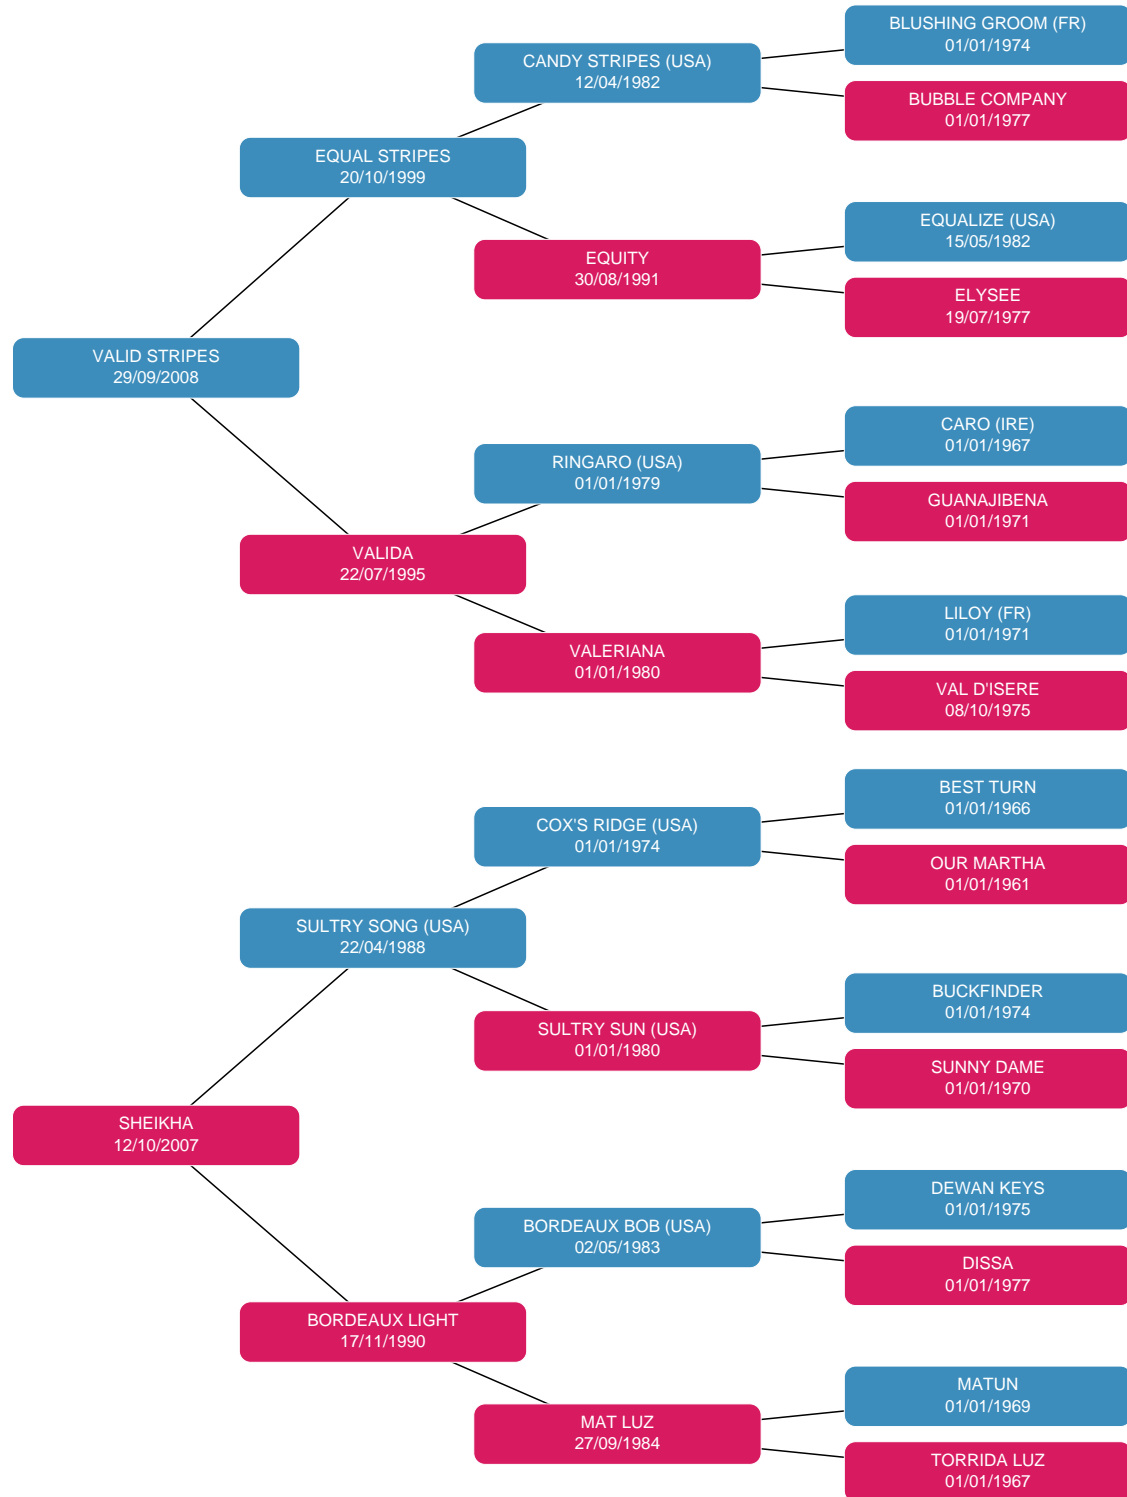 BLUSHING GROOM (FR)
01/01/1974
CANDY STRIPES (USA)
12/04/1982
BUBBLE COMPANY
01/01/1977
EQUAL STRIPES
20/10/1999
EQUALIZE (USA)
15/05/1982
EQUITY
30/08/1991
ELYSEE
19/07/1977
VALID STRIPES
29/09/2008
CARO (IRE)
01/01/1967
RINGARO (USA)
01/01/1979
GUANAJIBENA
01/01/1971
VALIDA
22/07/1995
LILOY (FR)
01/01/1971
VALERIANA
01/01/1980
VAL D'ISERE
08/10/1975
BEST TURN
01/01/1966
COX'S RIDGE (USA)
01/01/1974
OUR MARTHA
01/01/1961
SULTRY SONG (USA)
22/04/1988
BUCKFINDER
01/01/1974
SULTRY SUN (USA)
01/01/1980
SUNNY DAME
01/01/1970
SHEIKHA
12/10/2007
DEWAN KEYS
01/01/1975
BORDEAUX BOB (USA)
02/05/1983
DISSA
01/01/1977
BORDEAUX LIGHT
17/11/1990
MATUN
01/01/1969
MAT LUZ
27/09/1984
TORRIDA LUZ
01/01/1967